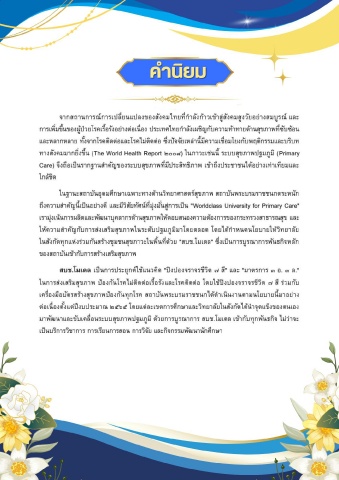 คำนิยม
จากสถานการณ์การเปลี่ยนแปลงของสังคมไทยที่กำลังก้าวเข้าสู่สังคมสูงวัยอย่างสมบูรณ์ และ
การเพิ่มขึ้นของผู้ป่วยโรคเรื้อรังอย่างต่อเนื่อง ประเทศไทยกำลังเผชิญกับความท้าทายด้านสุขภาพที่ซับซ้อน
และหลากหลาย ทั้งจากโรคติดต่อและโรคไม่ติดต่อ ซึ่งปัจจัยเหล่านี้มีความเชื่อมโยงกับพฤติกรรมและบริบท
ทางสังคมมากยิ่งขึ้น (The World Health Report ๒๐๐๘) ในภาวะเช่นนี้ ระบบสุขภาพปฐมภูมิ (Primary
Care) จึงถือเป็นรากฐานสำคัญของระบบสุขภาพที่มีประสิทธิภาพ เข้าถึงประชาชนได้อย่างเท่าเทียมและ
ใกล้ชิด
ในฐานะสถาบันอุดมศึกษาเฉพาะทางด้านวิทยาศาสตร์สุขภาพ สถาบันพระบรมราชชนกตระหนัก
ถึงความสำคัญนี้เป็นอย่างดี และมีวิสัยทัศน์ที่มุ่งมั่นสู่การเป็น "Worldclass University for Primary Care"
เรามุ่งเน้นการผลิตและพัฒนาบุคลากรด้านสุขภาพให้ตอบสนองความต้องการของกระทรวงสาธารณสุข และ
ให้ความสำคัญกับการส่งเสริมสุขภาพในระดับปฐมภูมิมาโดยตลอด โดยได้กำหนดนโยบายให้วิทยาลัย
ในสังกัดทุกแห่งร่วมกันสร้างชุมชนสุขภาวะในพื้นที่ด้วย "สบช.โมเดล" ซึ่งเป็นการบูรณาการพันธกิจหลัก
ของสถาบันเข้ากับการสร้างเสริมสุขภาพ
สบช.โมเดล เป็นการประยุกต์ใช้แนวคิด "ปิงปองจราจรชีวิต ๗ สี" และ "มาตรการ ๓ อ. ๓ ล."
ในการส่งเสริมสุขภาพ ป้องกันโรคไม่ติดต่อเรื้อรังและโรคติดต่อ โดยใช้ปิงปองจราจรชีวิต ๗ สี ร่วมกับ
เครื่องมือบัตรสร้างสุขภาพป้องกันทุกโรค สถาบันพระบรมราชชนกได้ดำเนินงานตามนโยบายนี้มาอย่าง
ต่อเนื่องตั้งแต่ปีงบประมาณ ๒๕๖๕ โดยแต่ละเขตการศึกษาและวิทยาลัยในสังกัดได้นำจุดแข็งของตนเอง
มาพัฒนาและขับเคลื่อนระบบสุขภาพปฐมภูมิ ด้วยการบูรณาการ สบช.โมเดล เข้ากับทุกพันธกิจ ไม่ว่าจะ
เป็นบริการวิชาการ การเรียนการสอน การวิจัย และกิจกรรมพัฒนานักศึกษา